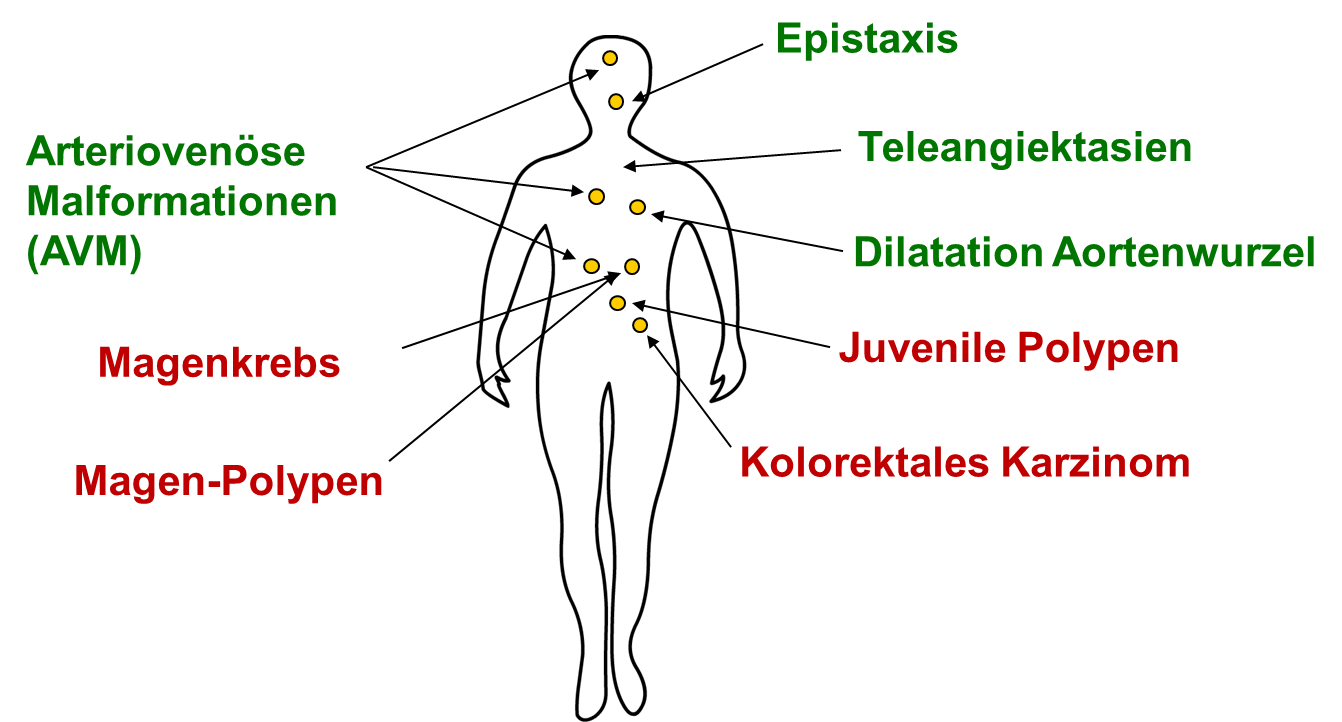 Epistaxis
Arteriovenöse
Malformationen
(AVM)
Teleangiektasien
Dilatation Aortenwurzel
Magenkrebs
Juvenile Polypen
Magen-Polypen
Kolorektales Karzinom